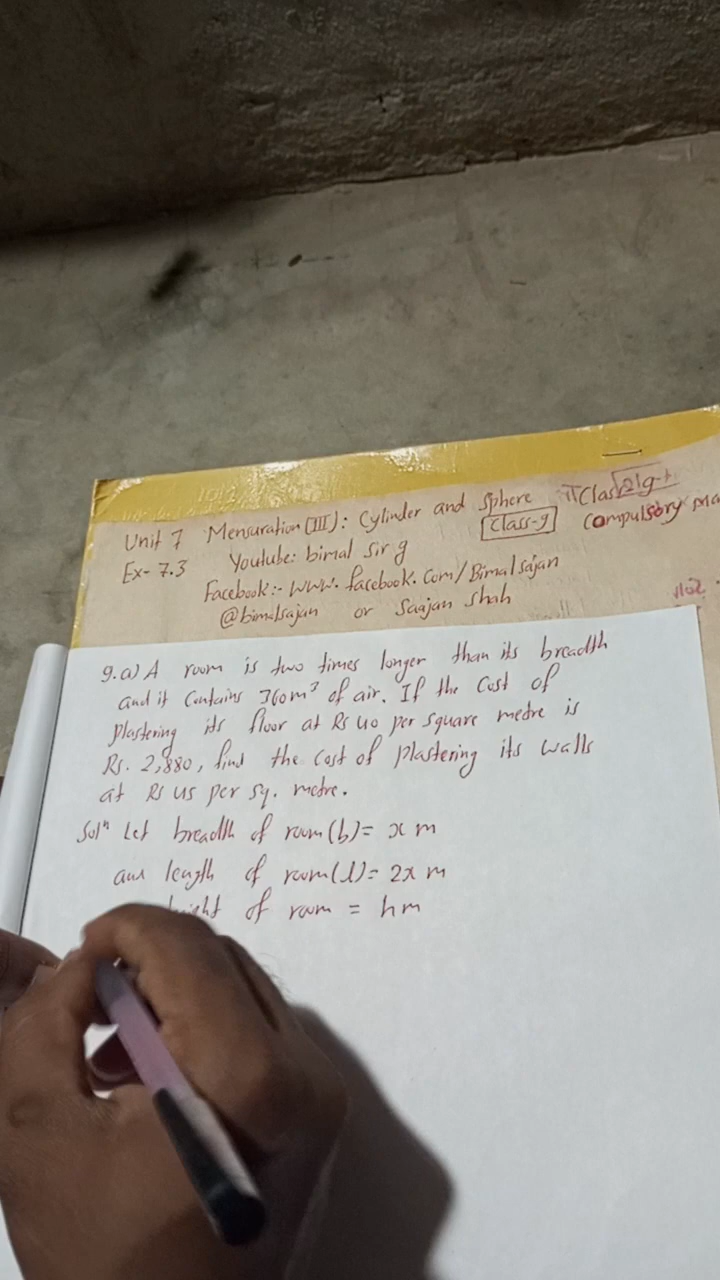 Unit 7 Mensuration (III): Cylinder and Sphere
Class-9 Compulsory
Ex- 7.3 Youtube: bimal sir g
Facebook:- www.facebook.com/Bimalsajan
@bimalsajan or Saajan Shah
9.a) A room is two times longer than its breadth
and it contains 360m³ of air. If the cost of
plastering its floor at Rs 40 per square metre is
Rs. 2,880, find the cost of plastering its walls
at Rs 45 per sq. metre.
Solⁿ Let breadth of room(b)= x m
length of room(l)= 2x m
of room = hm